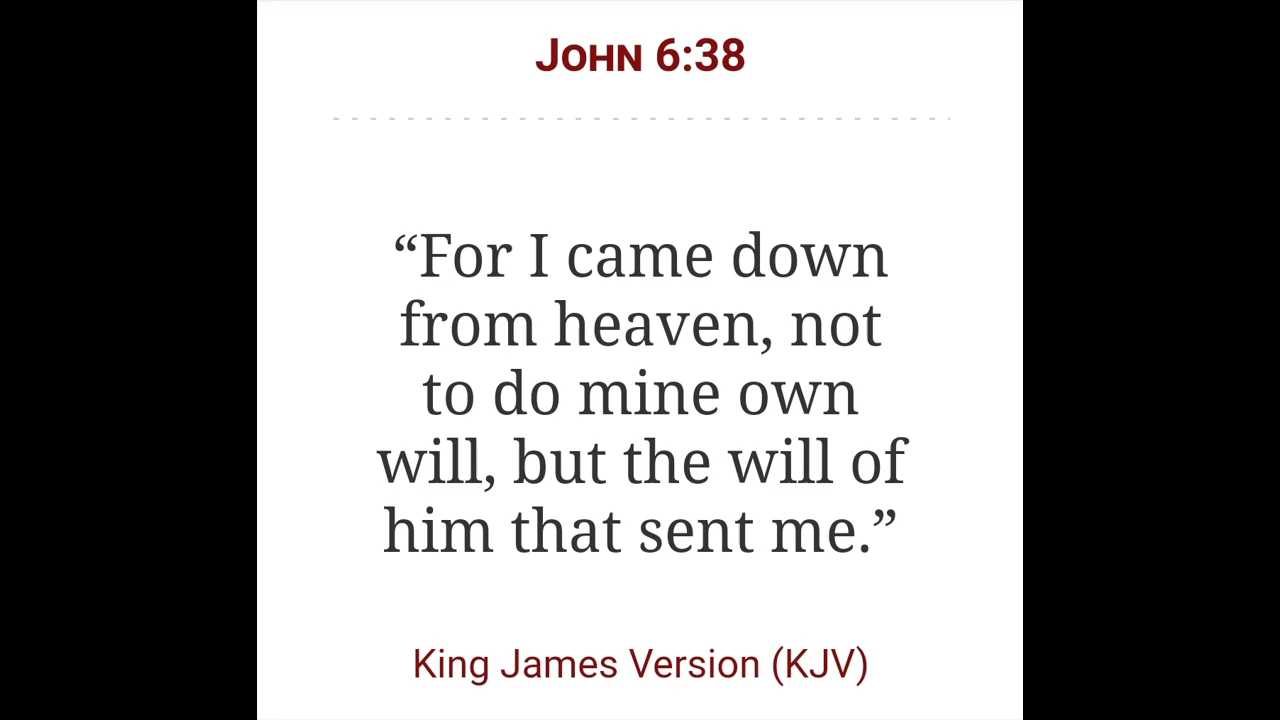 John 6:38
“For I came down
from heaven, not
to do mine own
will, but the will of
him that sent me.”
King James Version (KJV)